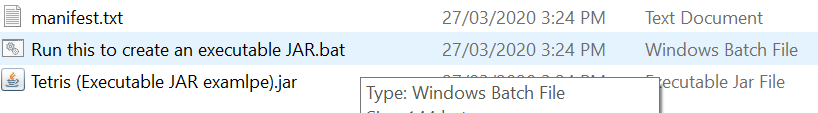 manifest.txt 27/03/2020 3:24 PM Text Document
Run this to create an executable JAR.bat 27/03/2020 3:24 PM Windows Batch File
Tetris (Executable JAR examlpe).jar Executable Jar File
Type: Windows Batch File